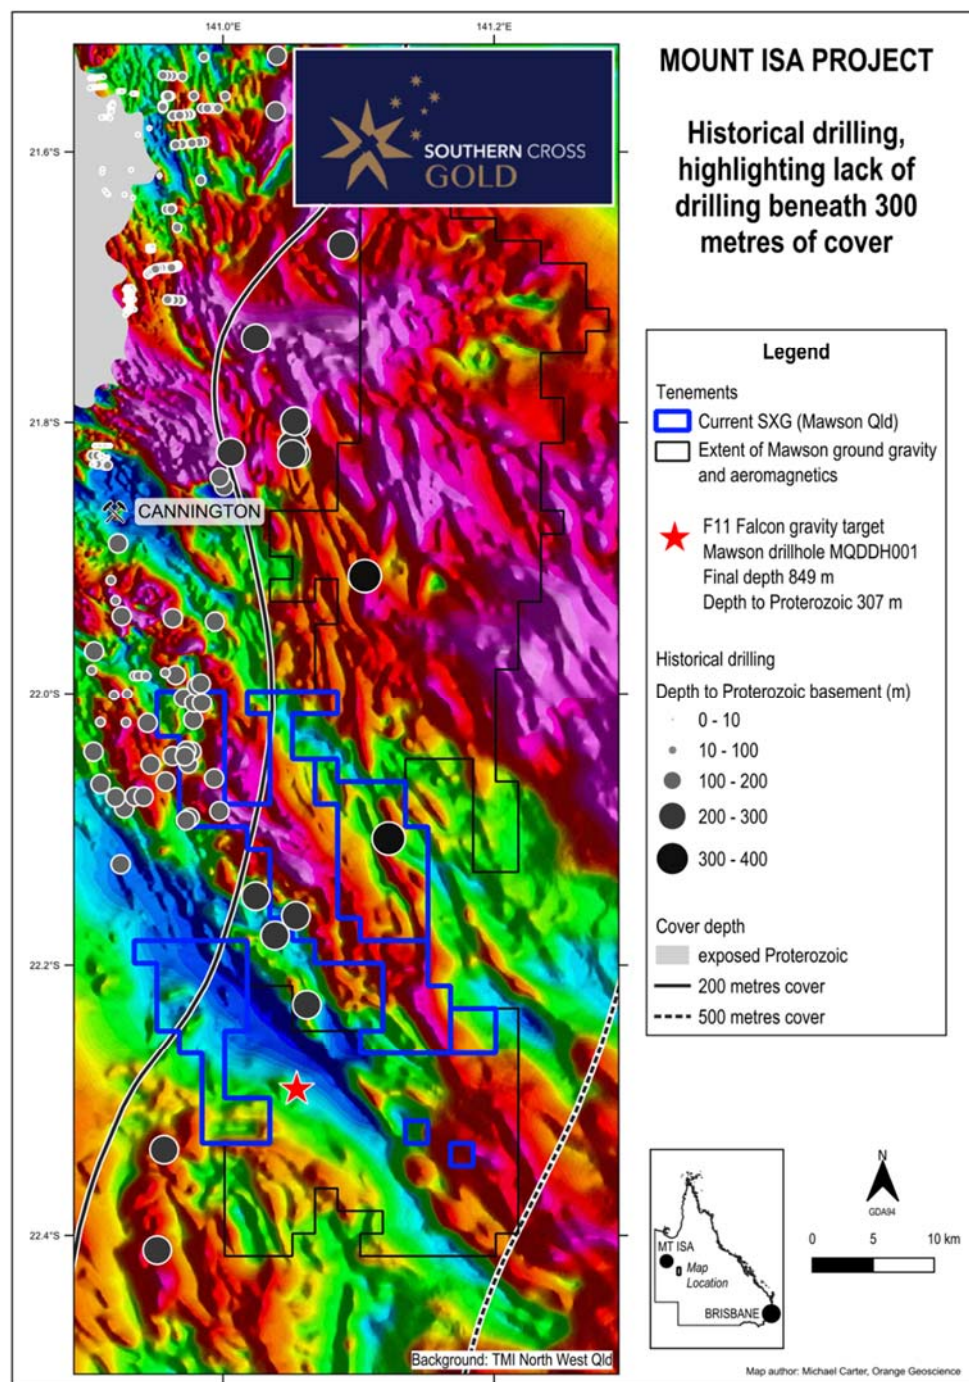 141.0°E
141.2°E
21.6°S
21.8°S
22.0°S
22.2°S
22.4°S
SOUTHERN CROSS
GOLD
CANNINGTON
Background: TMI North West Qld
MOUNT ISA PROJECT
Historical drilling,
highlighting lack of
drilling beneath 300
metres of cover
Legend
Tenements
Current SXG (Mawson Qld)
Extent of Mawson ground gravity
and aeromagnetics
F11 Falcon gravity target
Mawson drillhole MQDDH001
Final depth 849 m
Depth to Proterozoic 307 m
Historical drilling
Depth to Proterozoic basement (m)
0 - 10
10 - 100
100 - 200
200 - 300
300 - 400
Cover depth
exposed Proterozoic
200 metres cover
500 metres cover
MT ISA
Map
Location
BRISBANE
N
GDA94
0 5 10 km
Map author: Michael Carter, Orange Geoscience